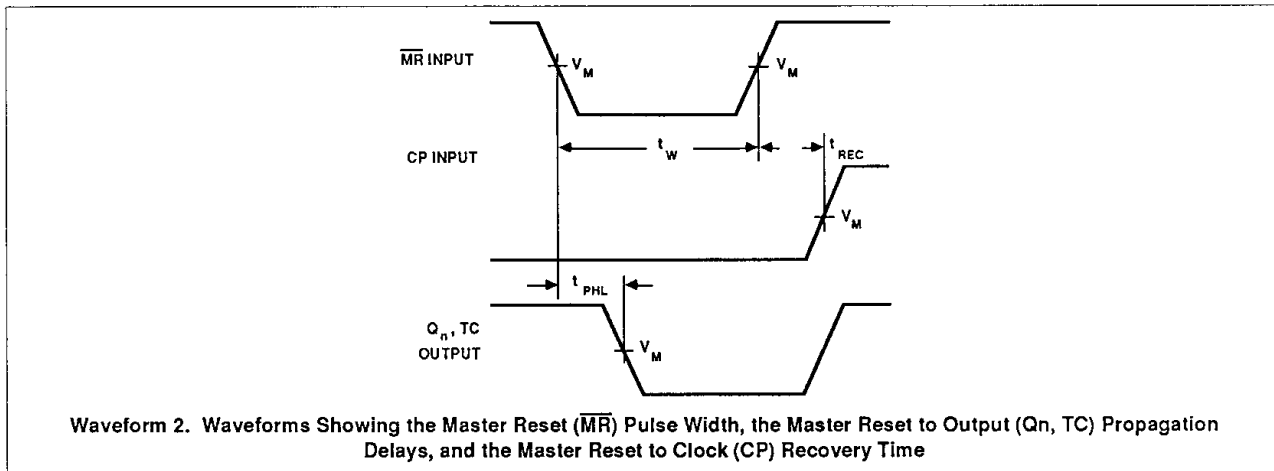 M̅R̅ INPUT
V_M
V_M
CP INPUT
t_W
t_REC
V_M
t_PHL
Q_n, TC
OUTPUT
V_M
Waveform 2. Waveforms Showing the Master Reset (M̅R̅) Pulse Width, the Master Reset to Output (Qn, TC) Propagation
Delays, and the Master Reset to Clock (CP) Recovery Time